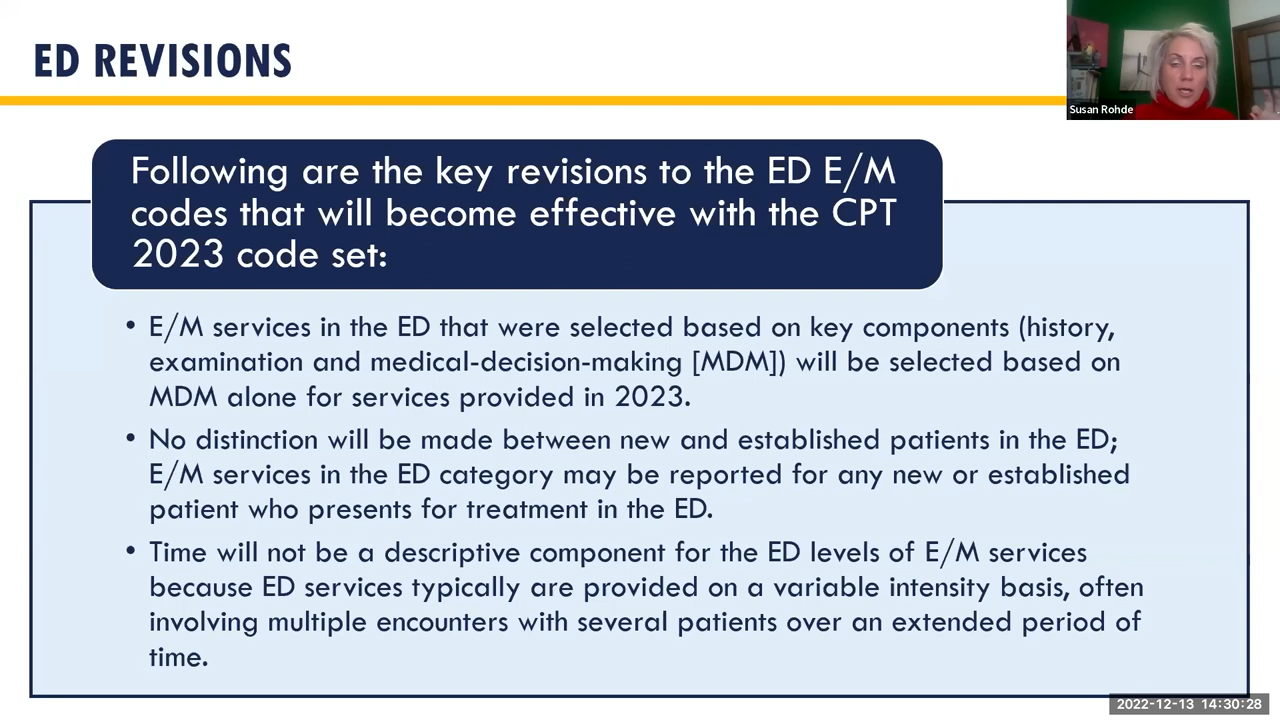 ED REVISIONS
Susan Rohde
Following are the key revisions to the ED E/M
codes that will become effective with the CPT
2023 code set:
• E/M services in the ED that were selected based on key components (history,
examination and medical-decision-making [MDM]) will be selected based on
MDM alone for services provided in 2023.
• No distinction will be made between new and established patients in the ED;
E/M services in the ED category may be reported for any new or established
patient who presents for treatment in the ED.
• Time will not be a descriptive component for the ED levels of E/M services
because ED services typically are provided on a variable intensity basis, often
involving multiple encounters with several patients over an extended period of
time.
2022-12-13 14:30:28